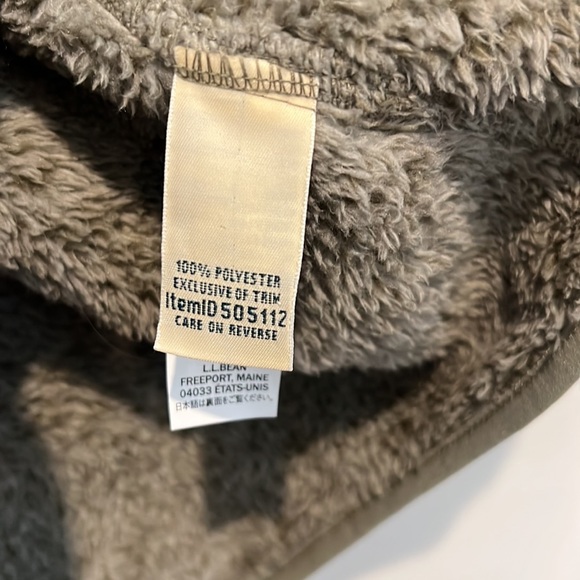 100% POLYESTER
EXCLUSIVE OF TRIM
ItemID 505112
CARE ON REVERSE
L.L.BEAN
FREEPORT, MAINE
04033 ÉTATS-UNIS
日本語は裏面をご覧ください。